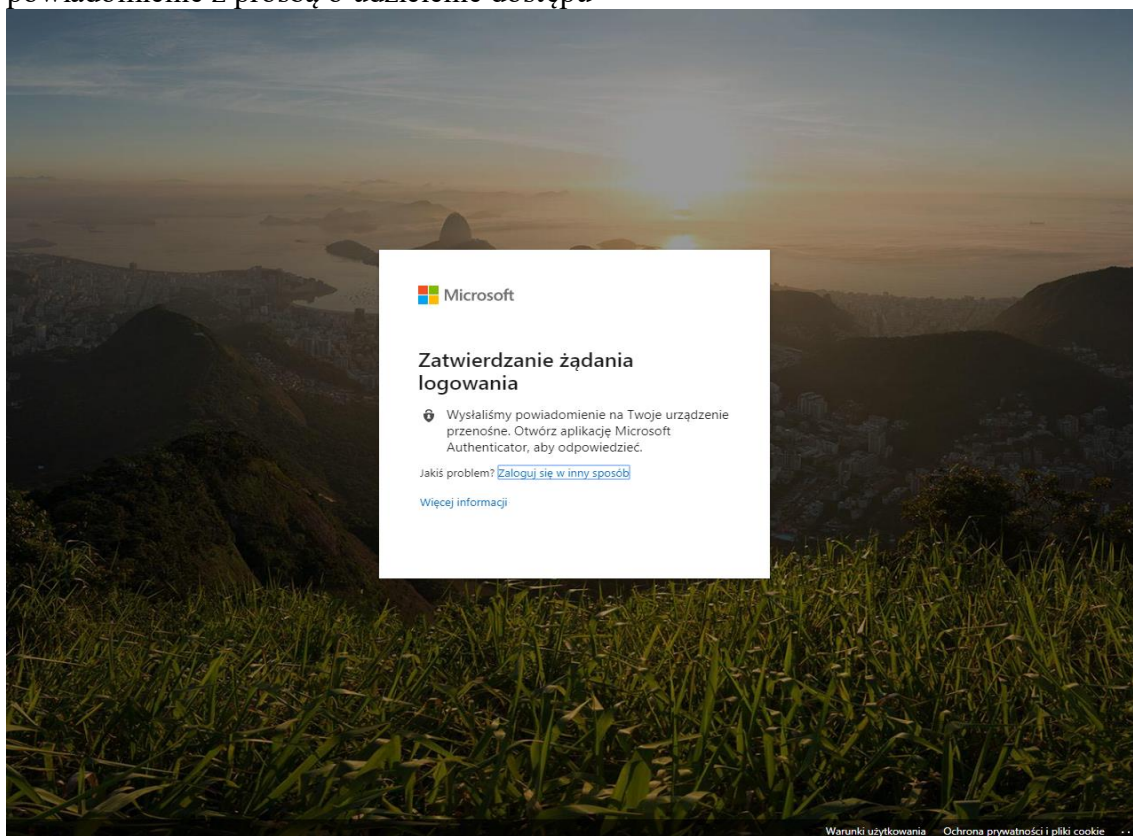 powiadomienie z prośbą o udzielenie dostępu
Microsoft
Zatwierdzanie żądania
logowania
Wysłaliśmy powiadomienie na Twoje urządzenie
przenośne. Otwórz aplikację Microsoft
Authenticator, aby odpowiedzieć.
Jakiś problem? Zaloguj się w inny sposób
Więcej informacji
Warunki użytkowania Ochrona prywatności i pliki cookie ...